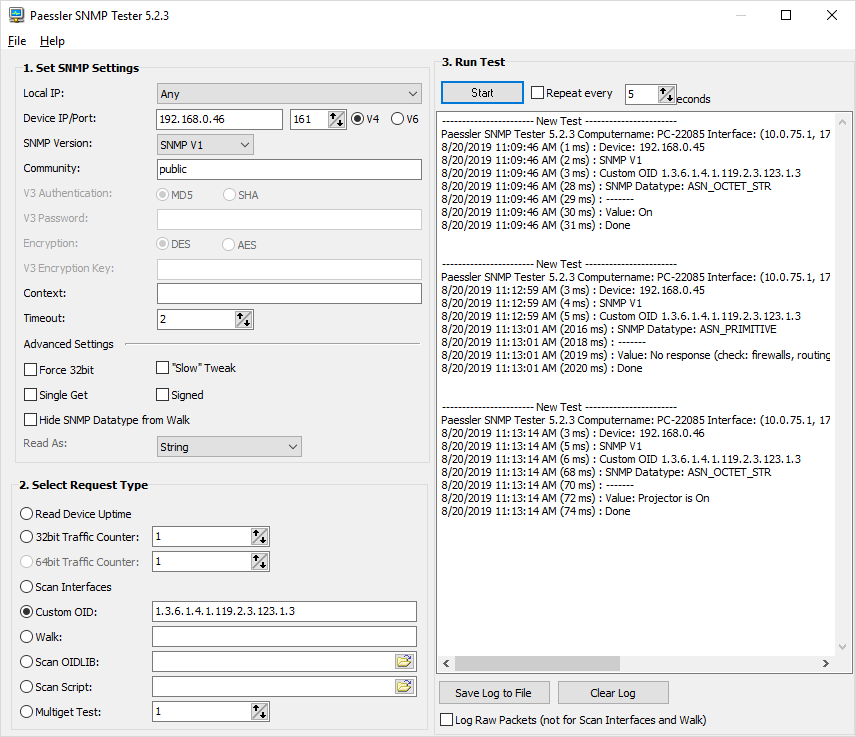 Paessler SNMP Tester 5.2.3
File Help
1. Set SNMP Settings
Local IP: Any
Device IP/Port: 192.168.0.46 161 V4 V6
SNMP Version: SNMP V1
Community: public
V3 Authentication: MD5 SHA
V3 Password:
Encryption: DES AES
V3 Encryption Key:
Context:
Timeout: 2
Advanced Settings
Force 32bit "Slow" Tweak
Single Get Signed
Hide SNMP Datatype from Walk
Read As: String
2. Select Request Type
Read Device Uptime
32bit Traffic Counter: 1
64bit Traffic Counter: 1
Scan Interfaces
Custom OID: 1.3.6.1.4.1.119.2.3.123.1.3
Walk:
Scan OIDLIB:
Scan Script:
Multiget Test: 1
3. Run Test
Start Repeat every 5 econds
----------------------- New Test -----------------------
Paessler SNMP Tester 5.2.3 Computername: PC-22085 Interface: (10.0.75.1, 17
8/20/2019 11:09:46 AM (1 ms) : Device: 192.168.0.45
8/20/2019 11:09:46 AM (2 ms) : SNMP V1
8/20/2019 11:09:46 AM (3 ms) : Custom OID 1.3.6.1.4.1.119.2.3.123.1.3
8/20/2019 11:09:46 AM (28 ms) : SNMP Datatype: ASN_OCTET_STR
8/20/2019 11:09:46 AM (29 ms) : -------
8/20/2019 11:09:46 AM (30 ms) : Value: On
8/20/2019 11:09:46 AM (31 ms) : Done
----------------------- New Test -----------------------
Paessler SNMP Tester 5.2.3 Computername: PC-22085 Interface: (10.0.75.1, 17
8/20/2019 11:12:59 AM (3 ms) : Device: 192.168.0.45
8/20/2019 11:12:59 AM (4 ms) : SNMP V1
8/20/2019 11:12:59 AM (5 ms) : Custom OID 1.3.6.1.4.1.119.2.3.123.1.3
8/20/2019 11:13:01 AM (2016 ms) : SNMP Datatype: ASN_PRIMITIVE
8/20/2019 11:13:01 AM (2018 ms) : -------
8/20/2019 11:13:01 AM (2019 ms) : Value: No response (check: firewalls, routing
8/20/2019 11:13:01 AM (2020 ms) : Done
----------------------- New Test -----------------------
Paessler SNMP Tester 5.2.3 Computername: PC-22085 Interface: (10.0.75.1, 17
8/20/2019 11:13:14 AM (3 ms) : Device: 192.168.0.46
8/20/2019 11:13:14 AM (5 ms) : SNMP V1
8/20/2019 11:13:14 AM (6 ms) : Custom OID 1.3.6.1.4.1.119.2.3.123.1.3
8/20/2019 11:13:14 AM (68 ms) : SNMP Datatype: ASN_OCTET_STR
8/20/2019 11:13:14 AM (70 ms) : -------
8/20/2019 11:13:14 AM (72 ms) : Value: Projector is On
8/20/2019 11:13:14 AM (74 ms) : Done
Save Log to File Clear Log
Log Raw Packets (not for Scan Interfaces and Walk)